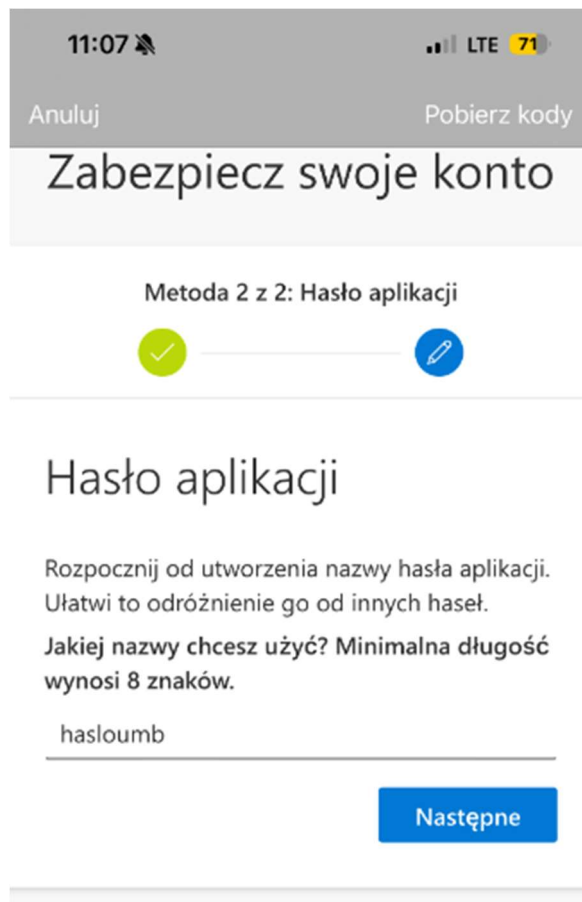 11:07 LTE 71
Anuluj Pobierz kody
Zabezpiecz swoje konto
Metoda 2 z 2: Hasło aplikacji
Hasło aplikacji
Rozpocznij od utworzenia nazwy hasła aplikacji.
Ułatwi to odróżnienie go od innych haseł.
Jakiej nazwy chcesz użyć? Minimalna długość
wynosi 8 znaków.
hasloumb
Następne